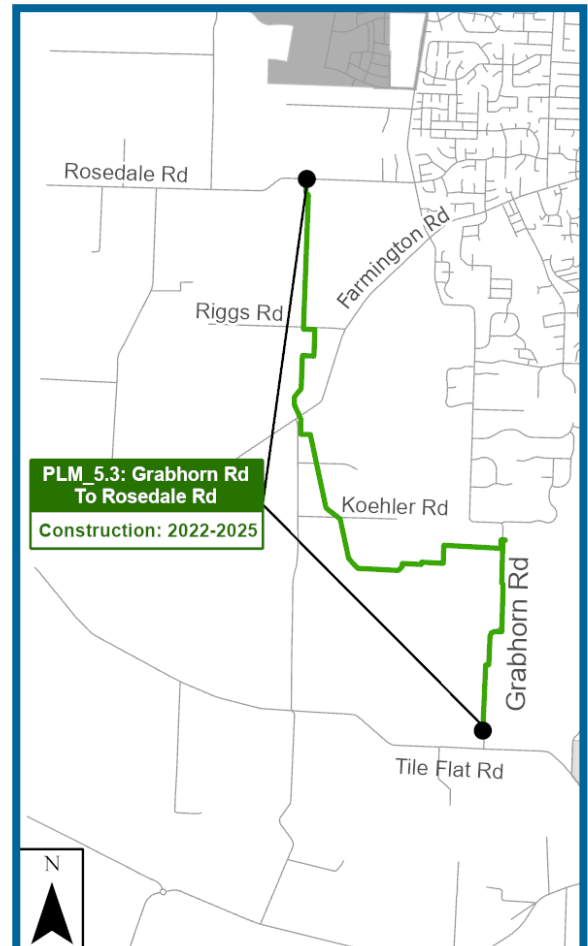 Rosedale Rd
Farmington Rd
Riggs Rd
PLM_5.3: Grabhorn Rd
To Rosedale Rd
Construction: 2022-2025
Koehler Rd
Grabhorn Rd
Tile Flat Rd
N